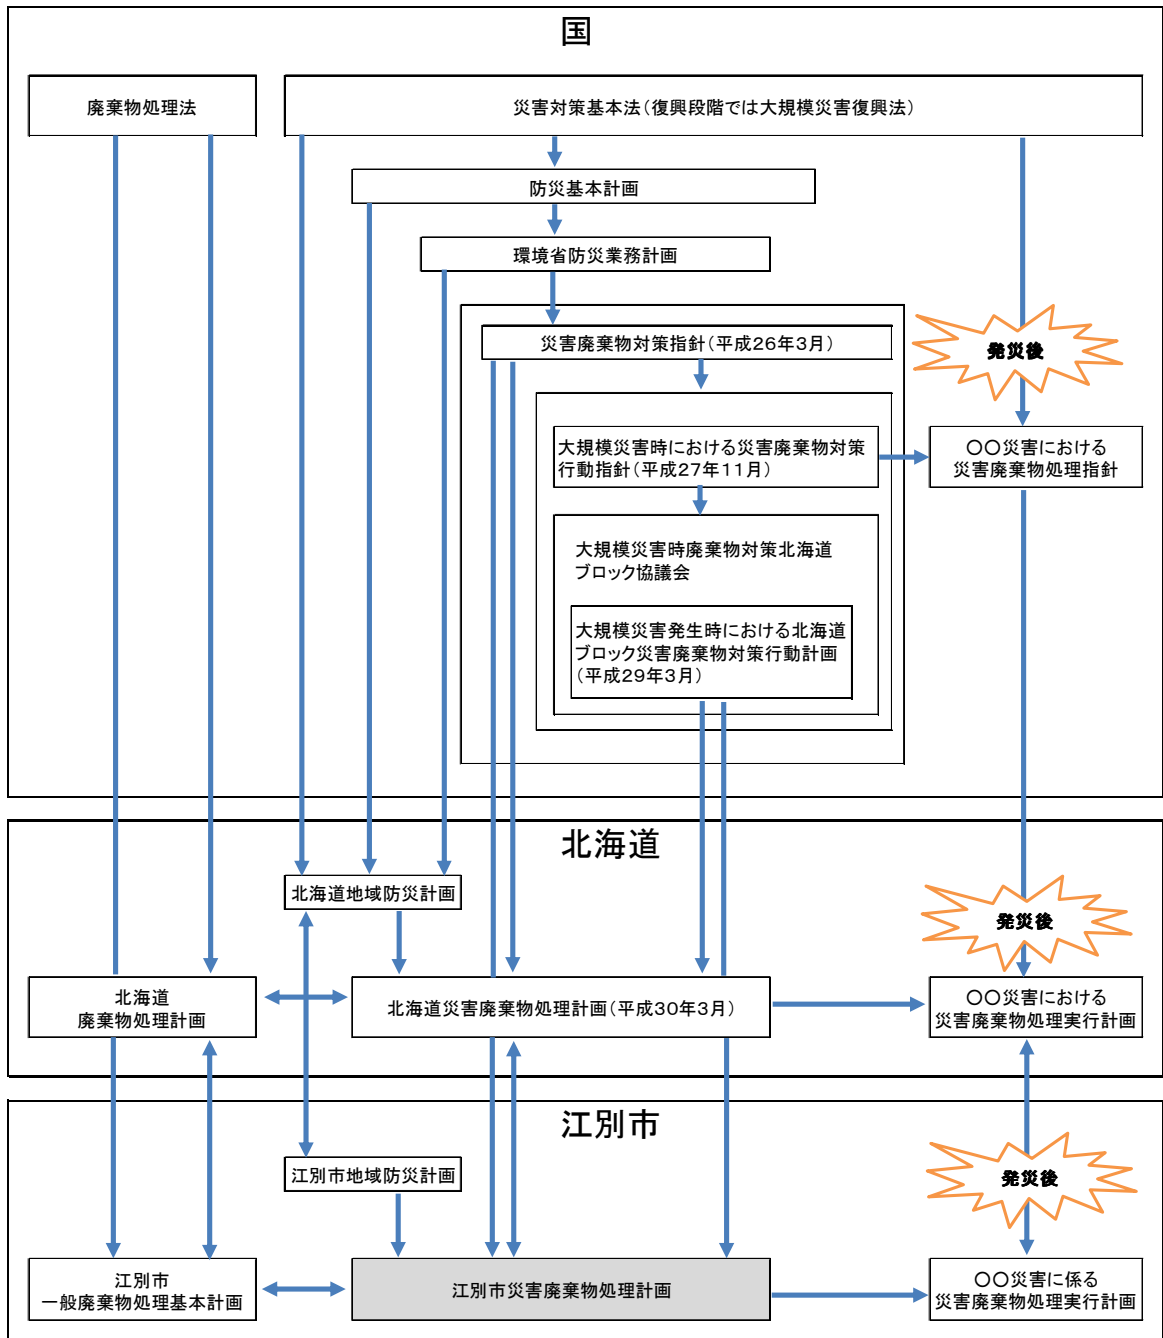 国
廃棄物処理法
災害対策基本法（復興段階では大規模災害復興法）
防災基本計画
環境省防災業務計画
災害廃棄物対策指針（平成26年3月）
発災後
大規模災害時における災害廃棄物対策
行動指針（平成27年11月）
〇〇災害における
災害廃棄物処理指針
大規模災害時廃棄物対策北海道
ブロック協議会
大規模災害発生時における北海道
ブロック災害廃棄物対策行動計画
（平成29年3月）
北海道
北海道地域防災計画
発災後
北海道
廃棄物処理計画
北海道災害廃棄物処理計画（平成30年3月）
〇〇災害における
災害廃棄物処理実行計画
江別市
江別市地域防災計画
発災後
江別市
一般廃棄物処理基本計画
江別市災害廃棄物処理計画
〇〇災害に係る
災害廃棄物処理実行計画